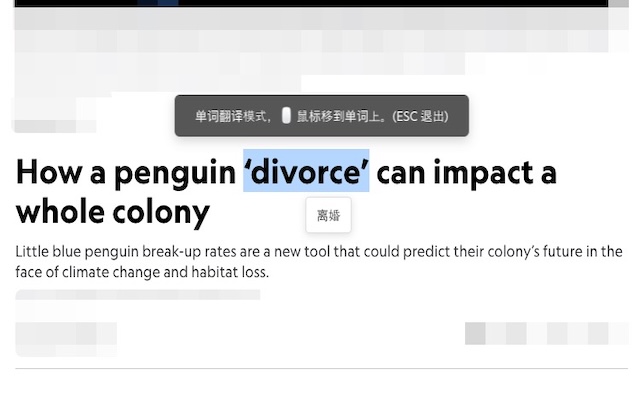 单词翻译模式，鼠标移到单词上。(ESC 退出)
How a penguin ‘divorce’ can impact a
whole colony
离婚
Little blue penguin break-up rates are a new tool that could predict their colony’s future in the
face of climate change and habitat loss.